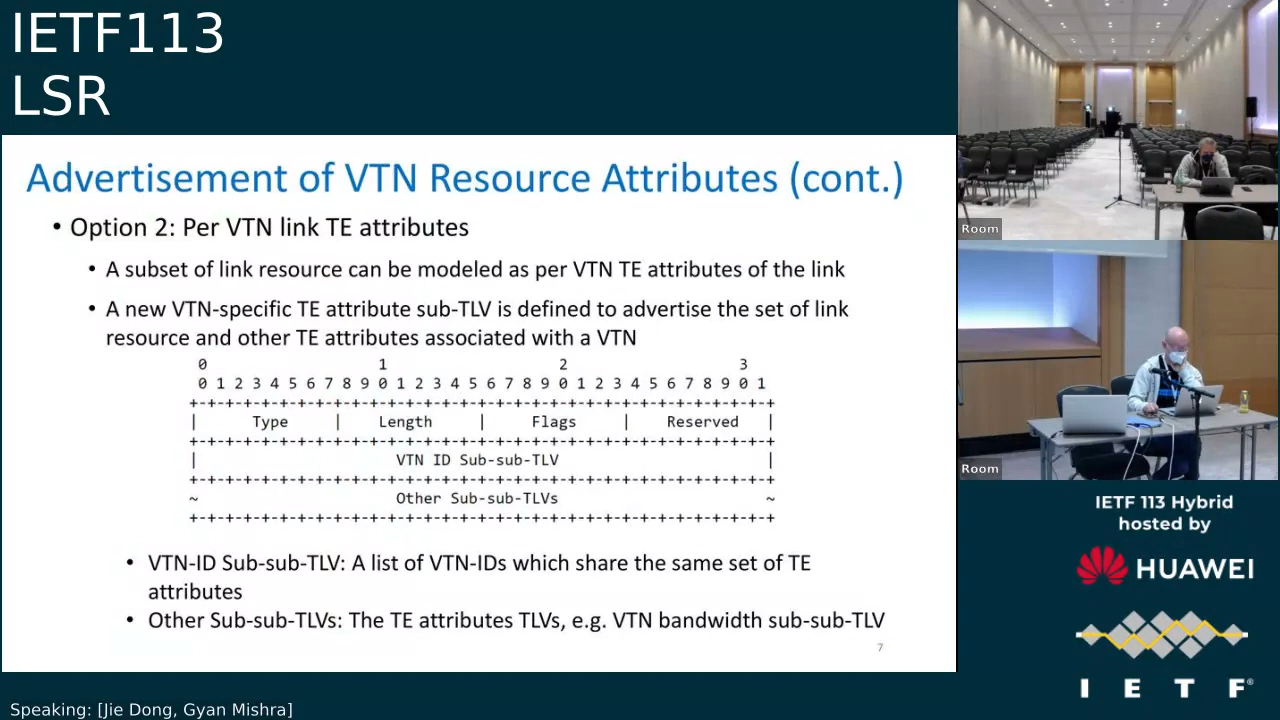 IETF113
LSR
Advertisement of VTN Resource Attributes (cont.)
• Option 2: Per VTN link TE attributes
• A subset of link resource can be modeled as per VTN TE attributes of the link
• A new VTN-specific TE attribute sub-TLV is defined to advertise the set of link
resource and other TE attributes associated with a VTN
0                   1                   2                   3
0 1 2 3 4 5 6 7 8 9 0 1 2 3 4 5 6 7 8 9 0 1 2 3 4 5 6 7 8 9 0 1
+-+-+-+-+-+-+-+-+-+-+-+-+-+-+-+-+-+-+-+-+-+-+-+-+-+-+-+-+-+-+-+-+
|      Type     |    Length     |     Flags     |    Reserved   |
+-+-+-+-+-+-+-+-+-+-+-+-+-+-+-+-+-+-+-+-+-+-+-+-+-+-+-+-+-+-+-+-+
|                      VTN ID Sub-sub-TLV                       |
+-+-+-+-+-+-+-+-+-+-+-+-+-+-+-+-+-+-+-+-+-+-+-+-+-+-+-+-+-+-+-+-+
~                      Other Sub-sub-TLVs                       ~
+-+-+-+-+-+-+-+-+-+-+-+-+-+-+-+-+-+-+-+-+-+-+-+-+-+-+-+-+-+-+-+-+
• VTN-ID Sub-sub-TLV: A list of VTN-IDs which share the same set of TE
attributes
• Other Sub-sub-TLVs: The TE attributes TLVs, e.g. VTN bandwidth sub-sub-TLV
7
Speaking: [Jie Dong, Gyan Mishra]
Room
Room
IETF 113 Hybrid
hosted by
HUAWEI
I E T F®